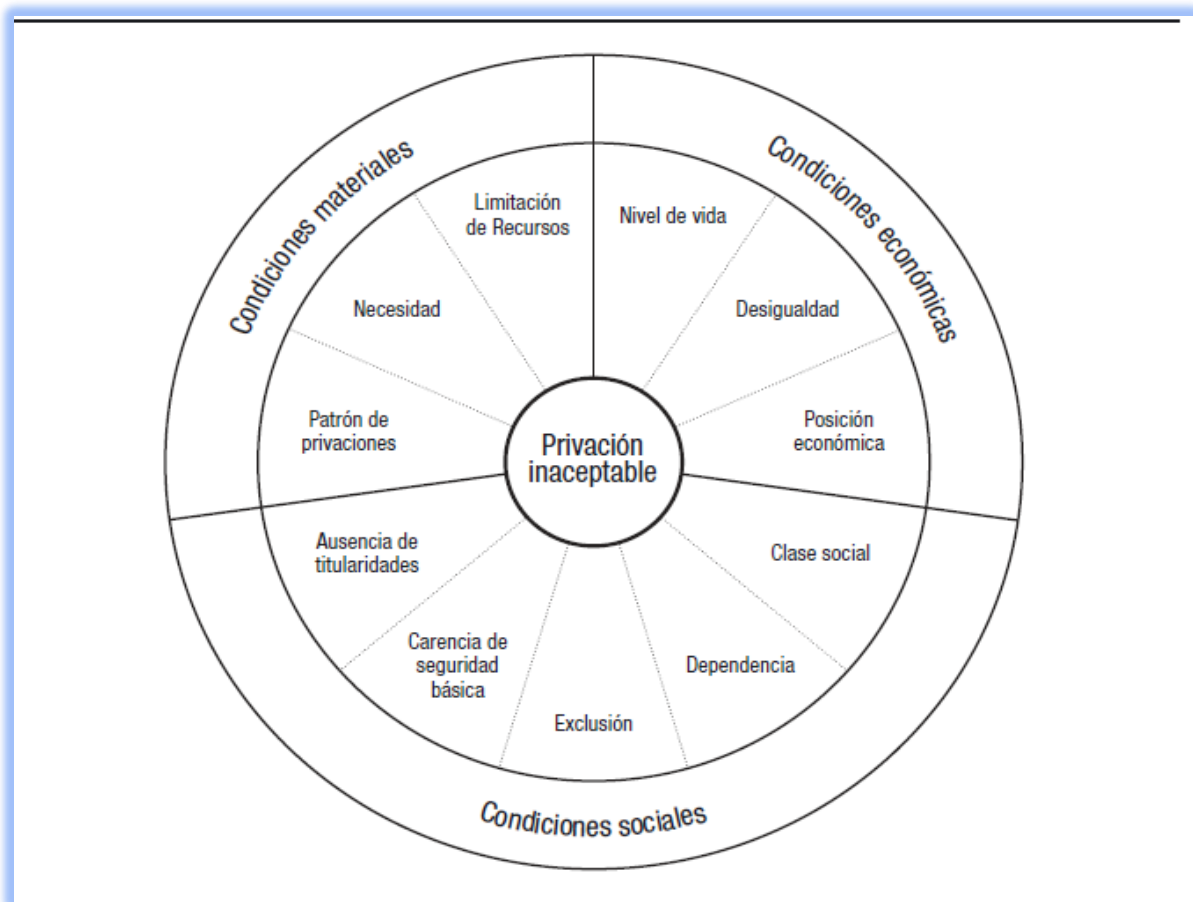 Condiciones materiales
Condiciones económicas
Limitación
de Recursos
Nivel de vida
Necesidad
Desigualdad
Patrón de
privaciones
Privación
inaceptable
Posición
económica
Ausencia de
titularidades
Clase social
Carencia de
seguridad
básica
Dependencia
Exclusión
Condiciones sociales